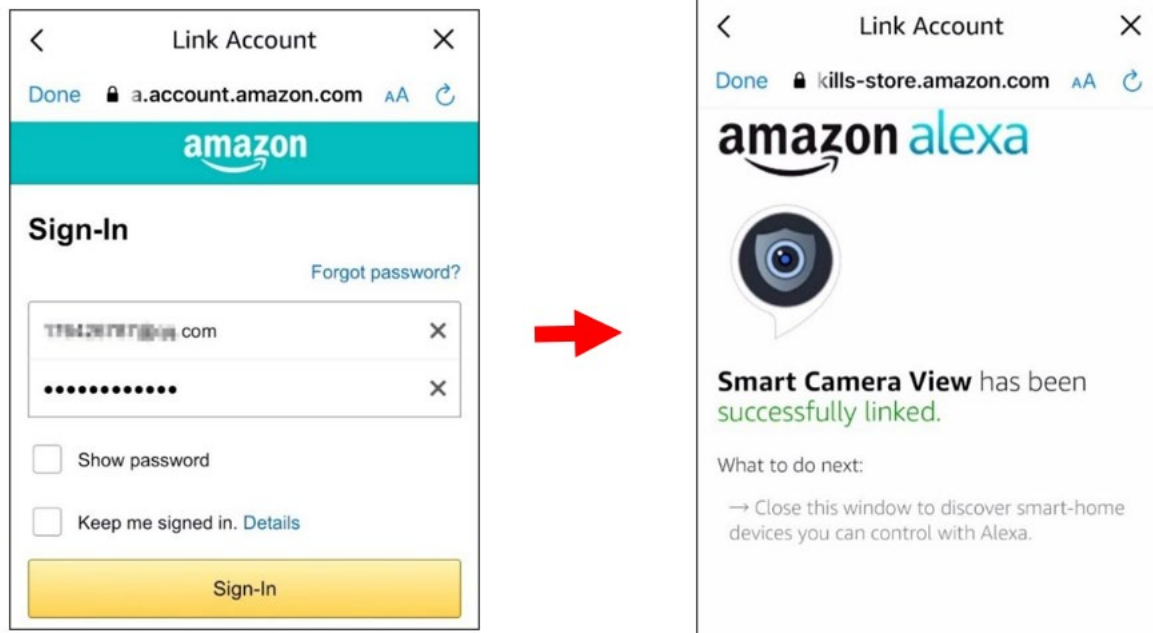 Link Account
Done a.account.amazon.com AA
amazon
Sign-In
Forgot password?
.com
••••••••••••
Show password
Keep me signed in. Details
Sign-In
Link Account
Done kills-store.amazon.com AA
amazon alexa
Smart Camera View has been
successfully linked.
What to do next:
→ Close this window to discover smart-home
devices you can control with Alexa.